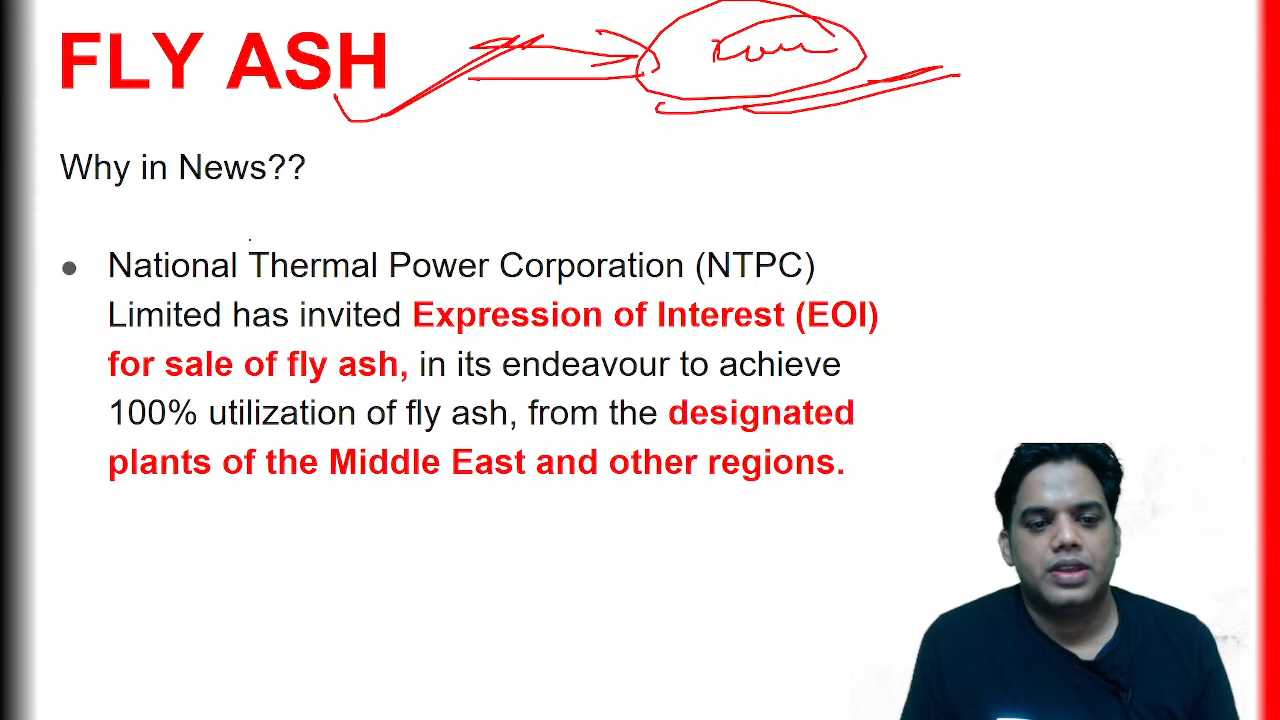 FLY ASH
Why in News??
● National Thermal Power Corporation (NTPC)
Limited has invited Expression of Interest (EOI)
for sale of fly ash, in its endeavour to achieve
100% utilization of fly ash, from the designated
plants of the Middle East and other regions.